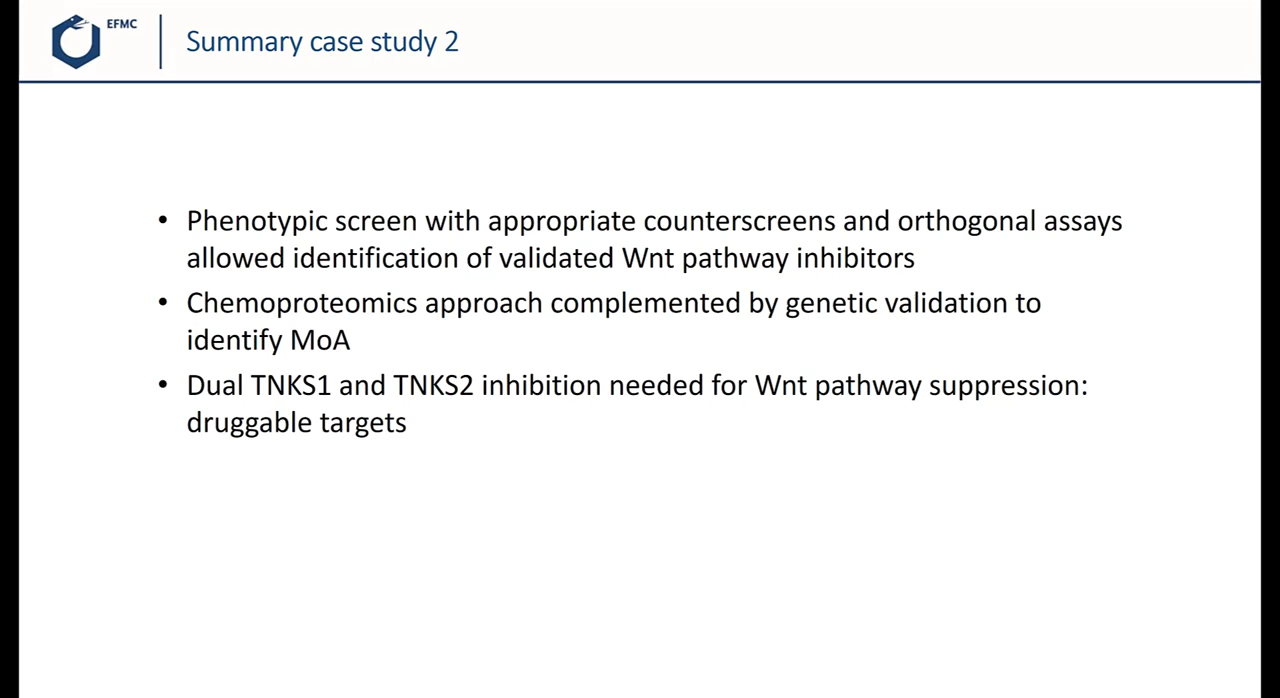 EFMC
Summary case study 2
• Phenotypic screen with appropriate counterscreens and orthogonal assays
allowed identification of validated Wnt pathway inhibitors
• Chemoproteomics approach complemented by genetic validation to
identify MoA
• Dual TNKS1 and TNKS2 inhibition needed for Wnt pathway suppression:
druggable targets